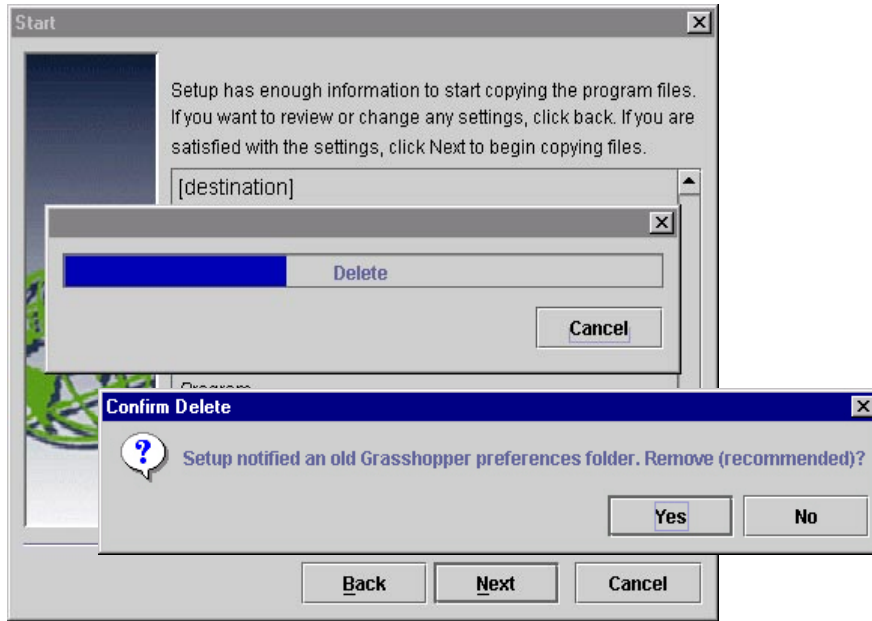 Start
Setup has enough information to start copying the program files.
If you want to review or change any settings, click back. If you are
satisfied with the settings, click Next to begin copying files.
[destination]
Delete
Cancel
Program
Confirm Delete
Setup notified an old Grasshopper preferences folder. Remove (recommended)?
Yes No
Back Next Cancel